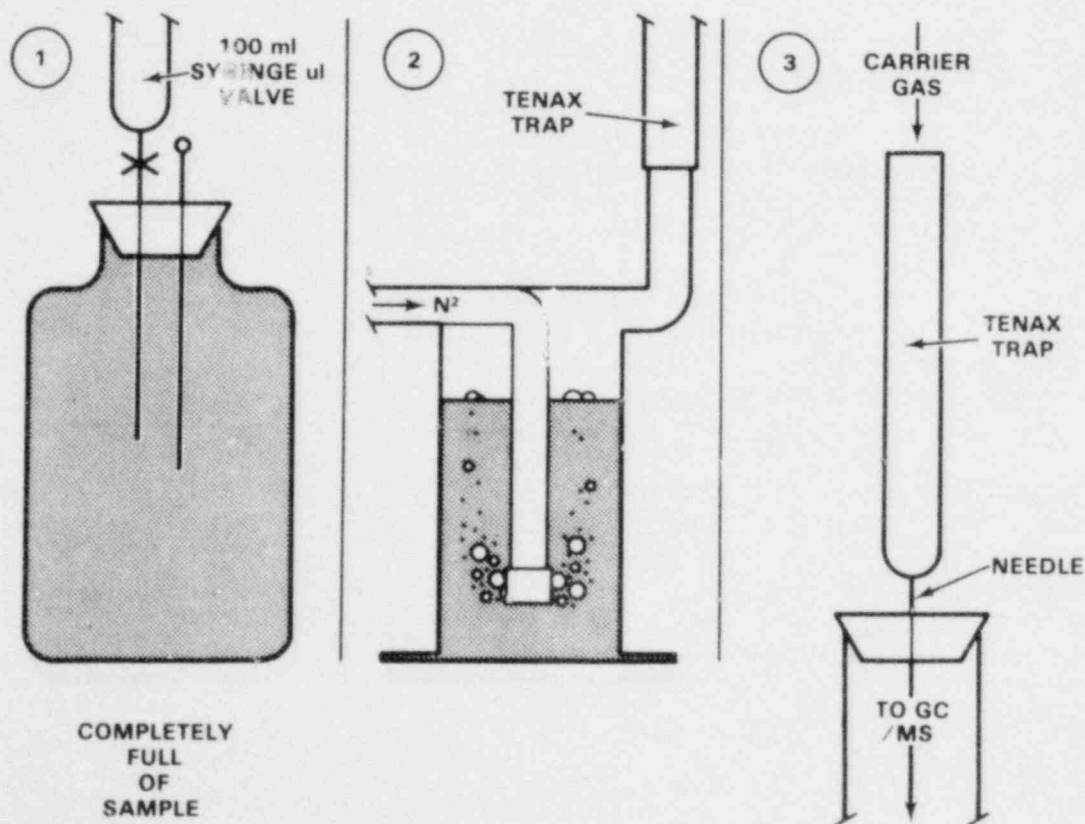 1
100 ml
SYRINGE ul
VALVE
COMPLETELY
FULL
OF
SAMPLE
2
TENAX
TRAP
N²
3
CARRIER
GAS
TENAX
TRAP
NEEDLE
TO GC
/MS